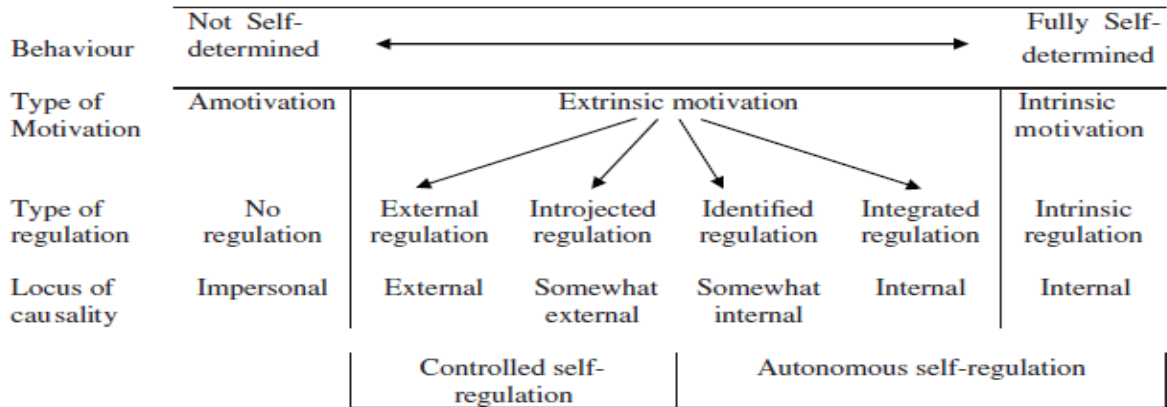 Not Self-
Fully Self-
Behaviour determined
determined
Type of Amotivation Extrinsic motivation Intrinsic
Motivation motivation
Type of No External Introjected Identified Integrated Intrinsic
regulation regulation regulation regulation regulation regulation regulation
Locus of Impersonal External Somewhat Somewhat Internal Internal
causality external internal
Controlled self- Autonomous self-regulation
regulation